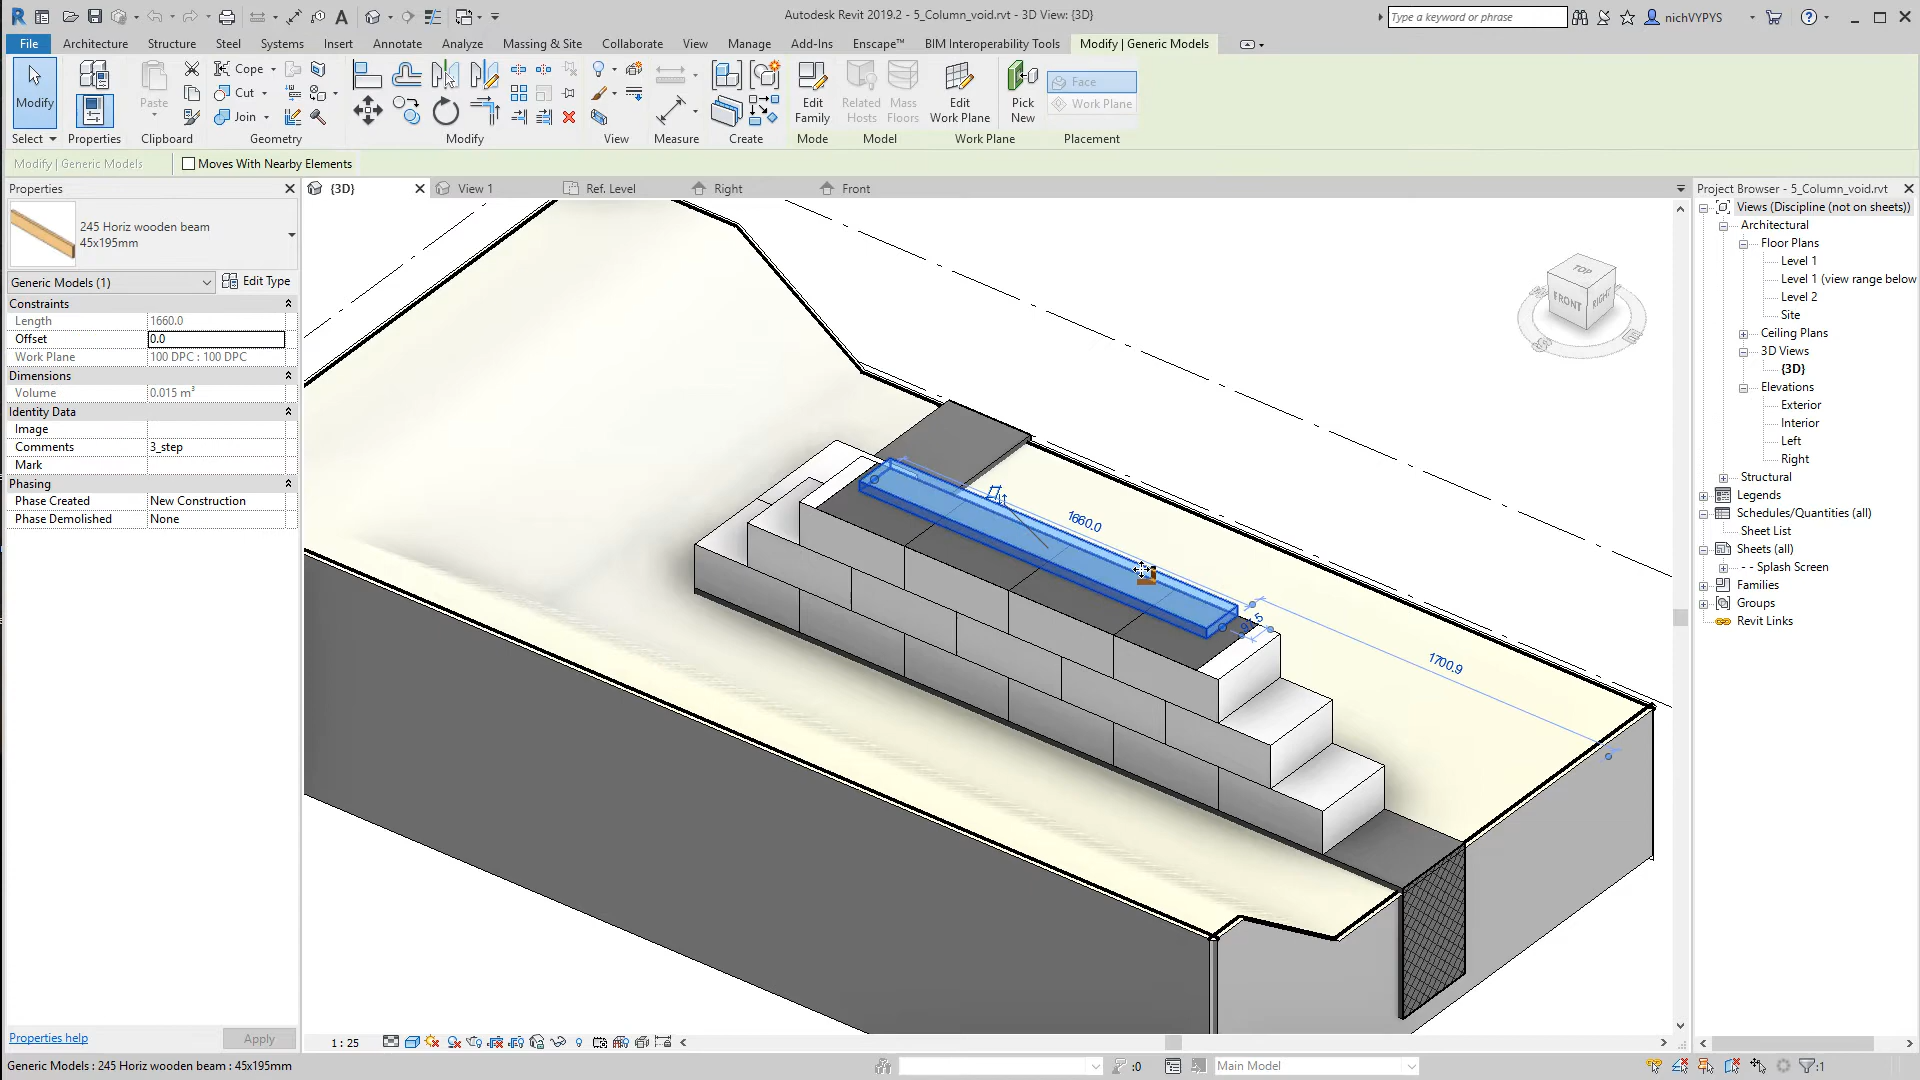 Autodesk Revit 2019.2 - 5_Column_void.rvt - 3D View: {3D}
Type a keyword or phrase
nichVYPYS
File Architecture Structure Steel Systems Insert Annotate Analyze Massing & Site Collaborate View Manage Add-Ins Enscape™ BIM Interoperability Tools Modify | Generic Models
Modify
Paste
Cope
Cut
Join
Edit Family
Related Hosts
Mass Floors
Edit Work Plane
Pick New
Face
Work Plane
Select Properties Clipboard Geometry Modify View Measure Create Mode Model Work Plane Placement
Modify | Generic Models
Moves With Nearby Elements
Properties
{3D}
View 1
Ref. Level
Right
Front
Project Browser - 5_Column_void.rvt
245 Horiz wooden beam
45x195mm
Generic Models (1)
Edit Type
Constraints
Length 1660.0
Offset 0.0
Work Plane 100 DPC : 100 DPC
Dimensions
Volume 0.015 m³
Identity Data
Image
Comments 3_step
Mark
Phasing
Phase Created New Construction
Phase Demolished None
Properties help
Apply
TOP
FRONT
RIGHT
1660.0
1700.9
Views (Discipline (not on sheets))
Architectural
Floor Plans
Level 1
Level 1 (view range below
Level 2
Site
Ceiling Plans
3D Views
{3D}
Elevations
Exterior
Interior
Left
Right
Structural
Legends
Schedules/Quantities (all)
Sheet List
Sheets (all)
- - Splash Screen
Families
Groups
Revit Links
1 : 25
Generic Models : 245 Horiz wooden beam : 45x195mm
:0
Main Model
:1